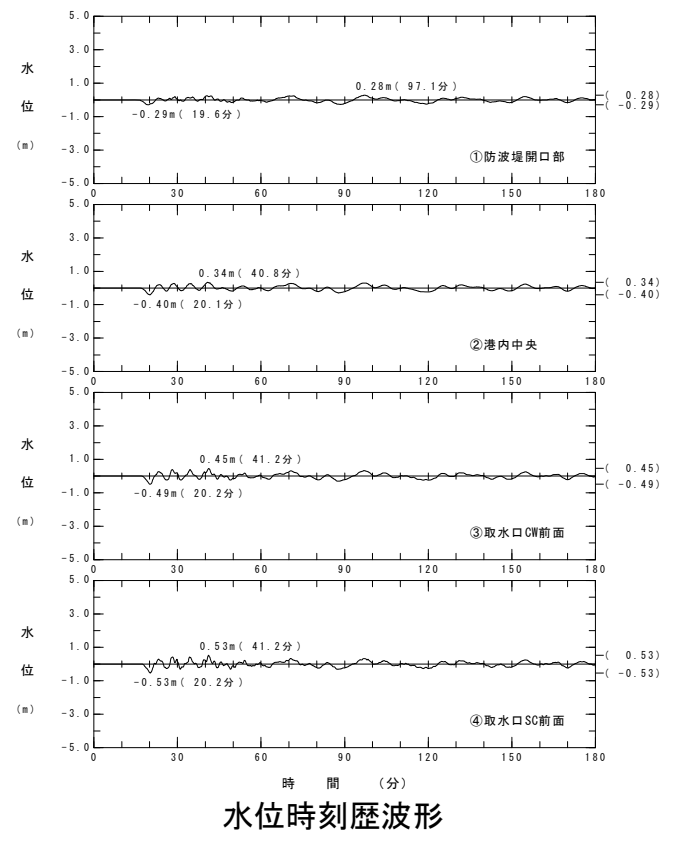 5.0
3.0
水
1.0
0.28m( 97.1分)
( 0.28)
位
( -0.29)
-1.0
-0.29m( 19.6分)
(m)
-3.0
①防波堤開口部
-5.0
0 30 60 90 120 150 180
5.0
3.0
水
1.0
0.34m( 40.8分)
( 0.34)
位
( -0.40)
-1.0
-0.40m( 20.1分)
(m)
-3.0
②港内中央
-5.0
0 30 60 90 120 150 180
5.0
3.0
水
1.0
0.45m( 41.2分)
( 0.45)
位
( -0.49)
-1.0
-0.49m( 20.2分)
(m)
-3.0
③取水口CW前面
-5.0
0 30 60 90 120 150 180
5.0
3.0
水
1.0
0.53m( 41.2分)
( 0.53)
位
( -0.53)
-1.0
-0.53m( 20.2分)
(m)
-3.0
④取水口SC前面
-5.0
0 30 60 90 120 150 180
時 間 (分)
水位時刻歴波形